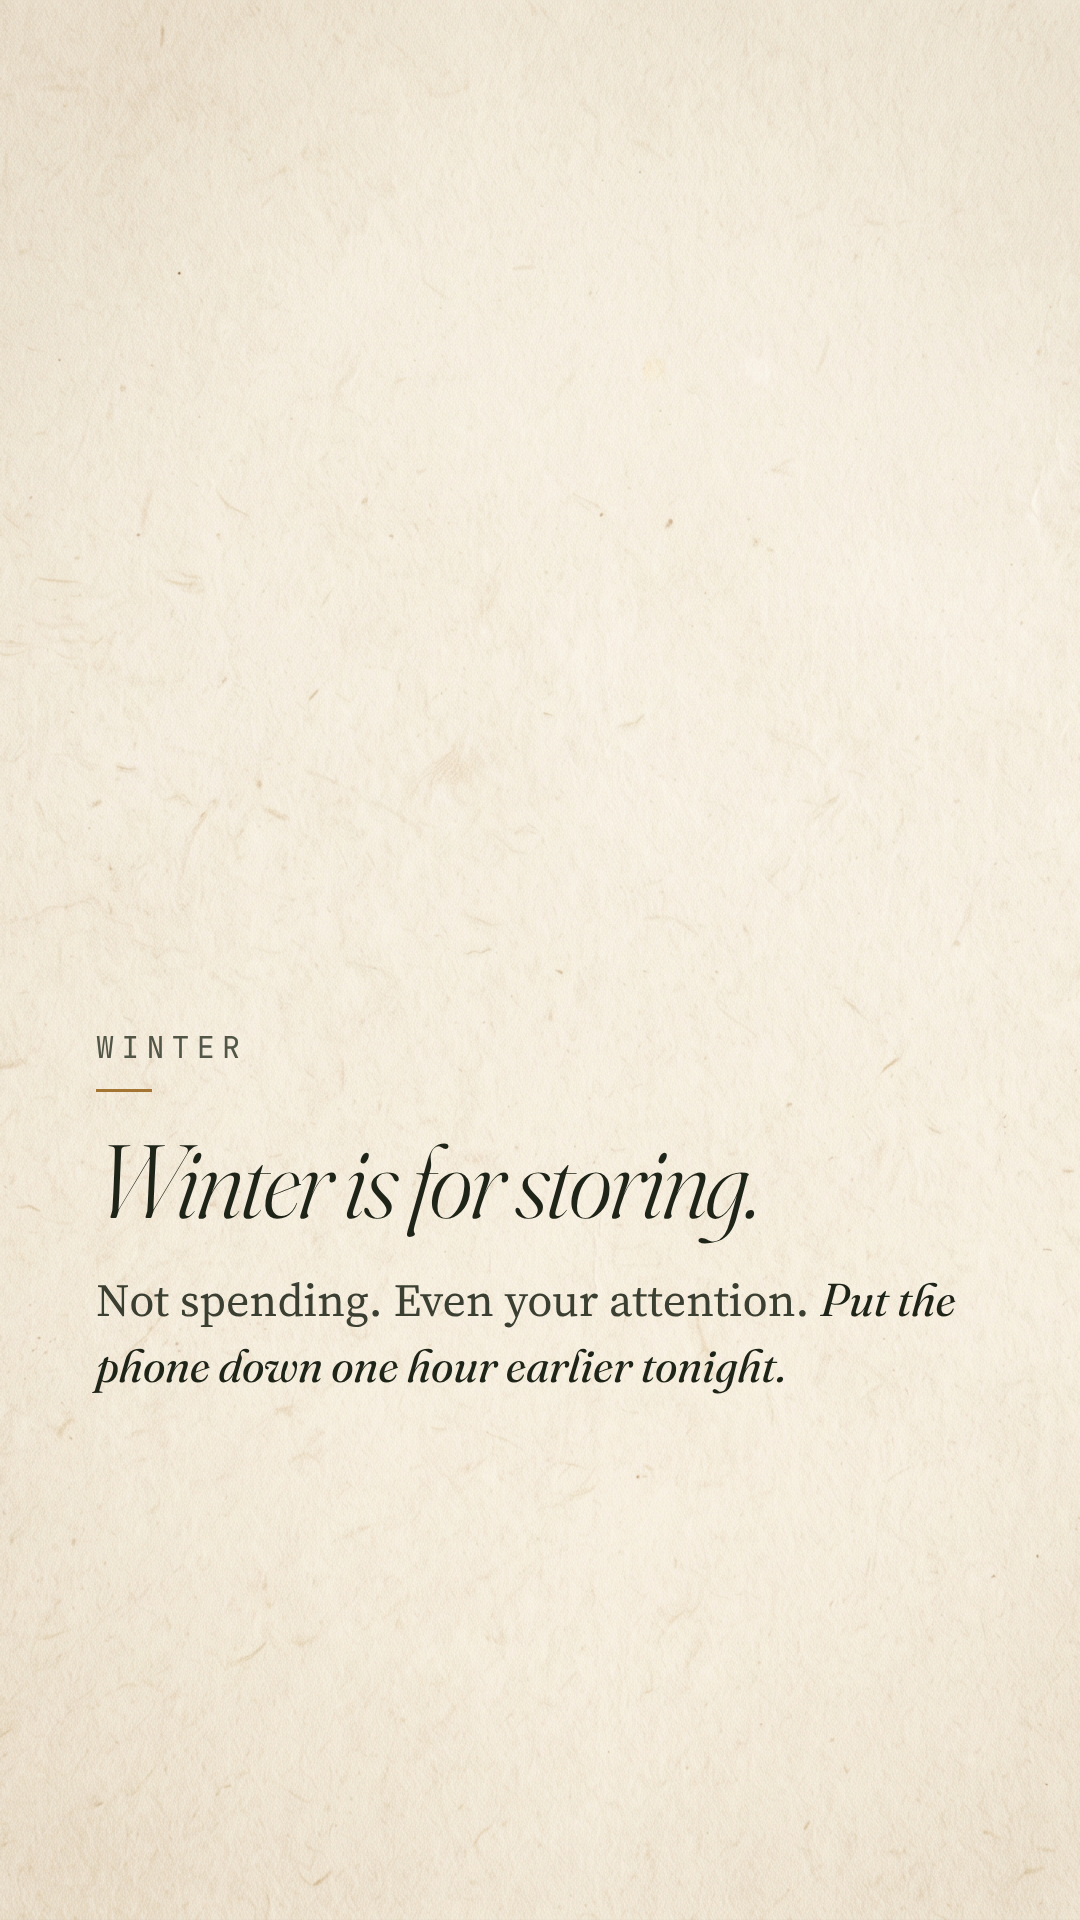 WINTER
Winter is for storing.
Not spending. Even your attention. Put the
phone down one hour earlier tonight.